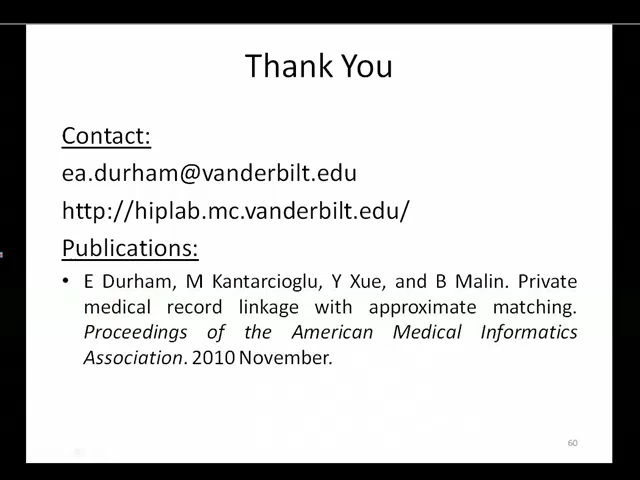 Thank You
Contact:
ea.durham@vanderbilt.edu
http://hiplab.mc.vanderbilt.edu/
Publications:
• E Durham, M Kantarcioglu, Y Xue, and B Malin. Private
medical record linkage with approximate matching.
Proceedings of the American Medical Informatics
Association. 2010 November.
60